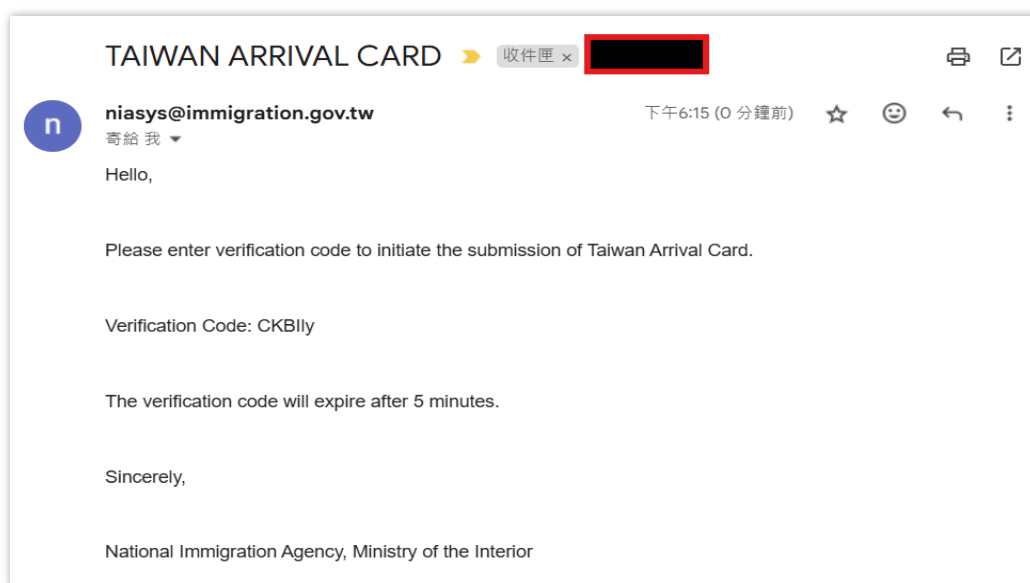 TAIWAN ARRIVAL CARD 收件匣 ×
n
niasys@immigration.gov.tw 下午6:15 (0 分鐘前)
寄給 我
Hello,
Please enter verification code to initiate the submission of Taiwan Arrival Card.
Verification Code: CKBIly
The verification code will expire after 5 minutes.
Sincerely,
National Immigration Agency, Ministry of the Interior